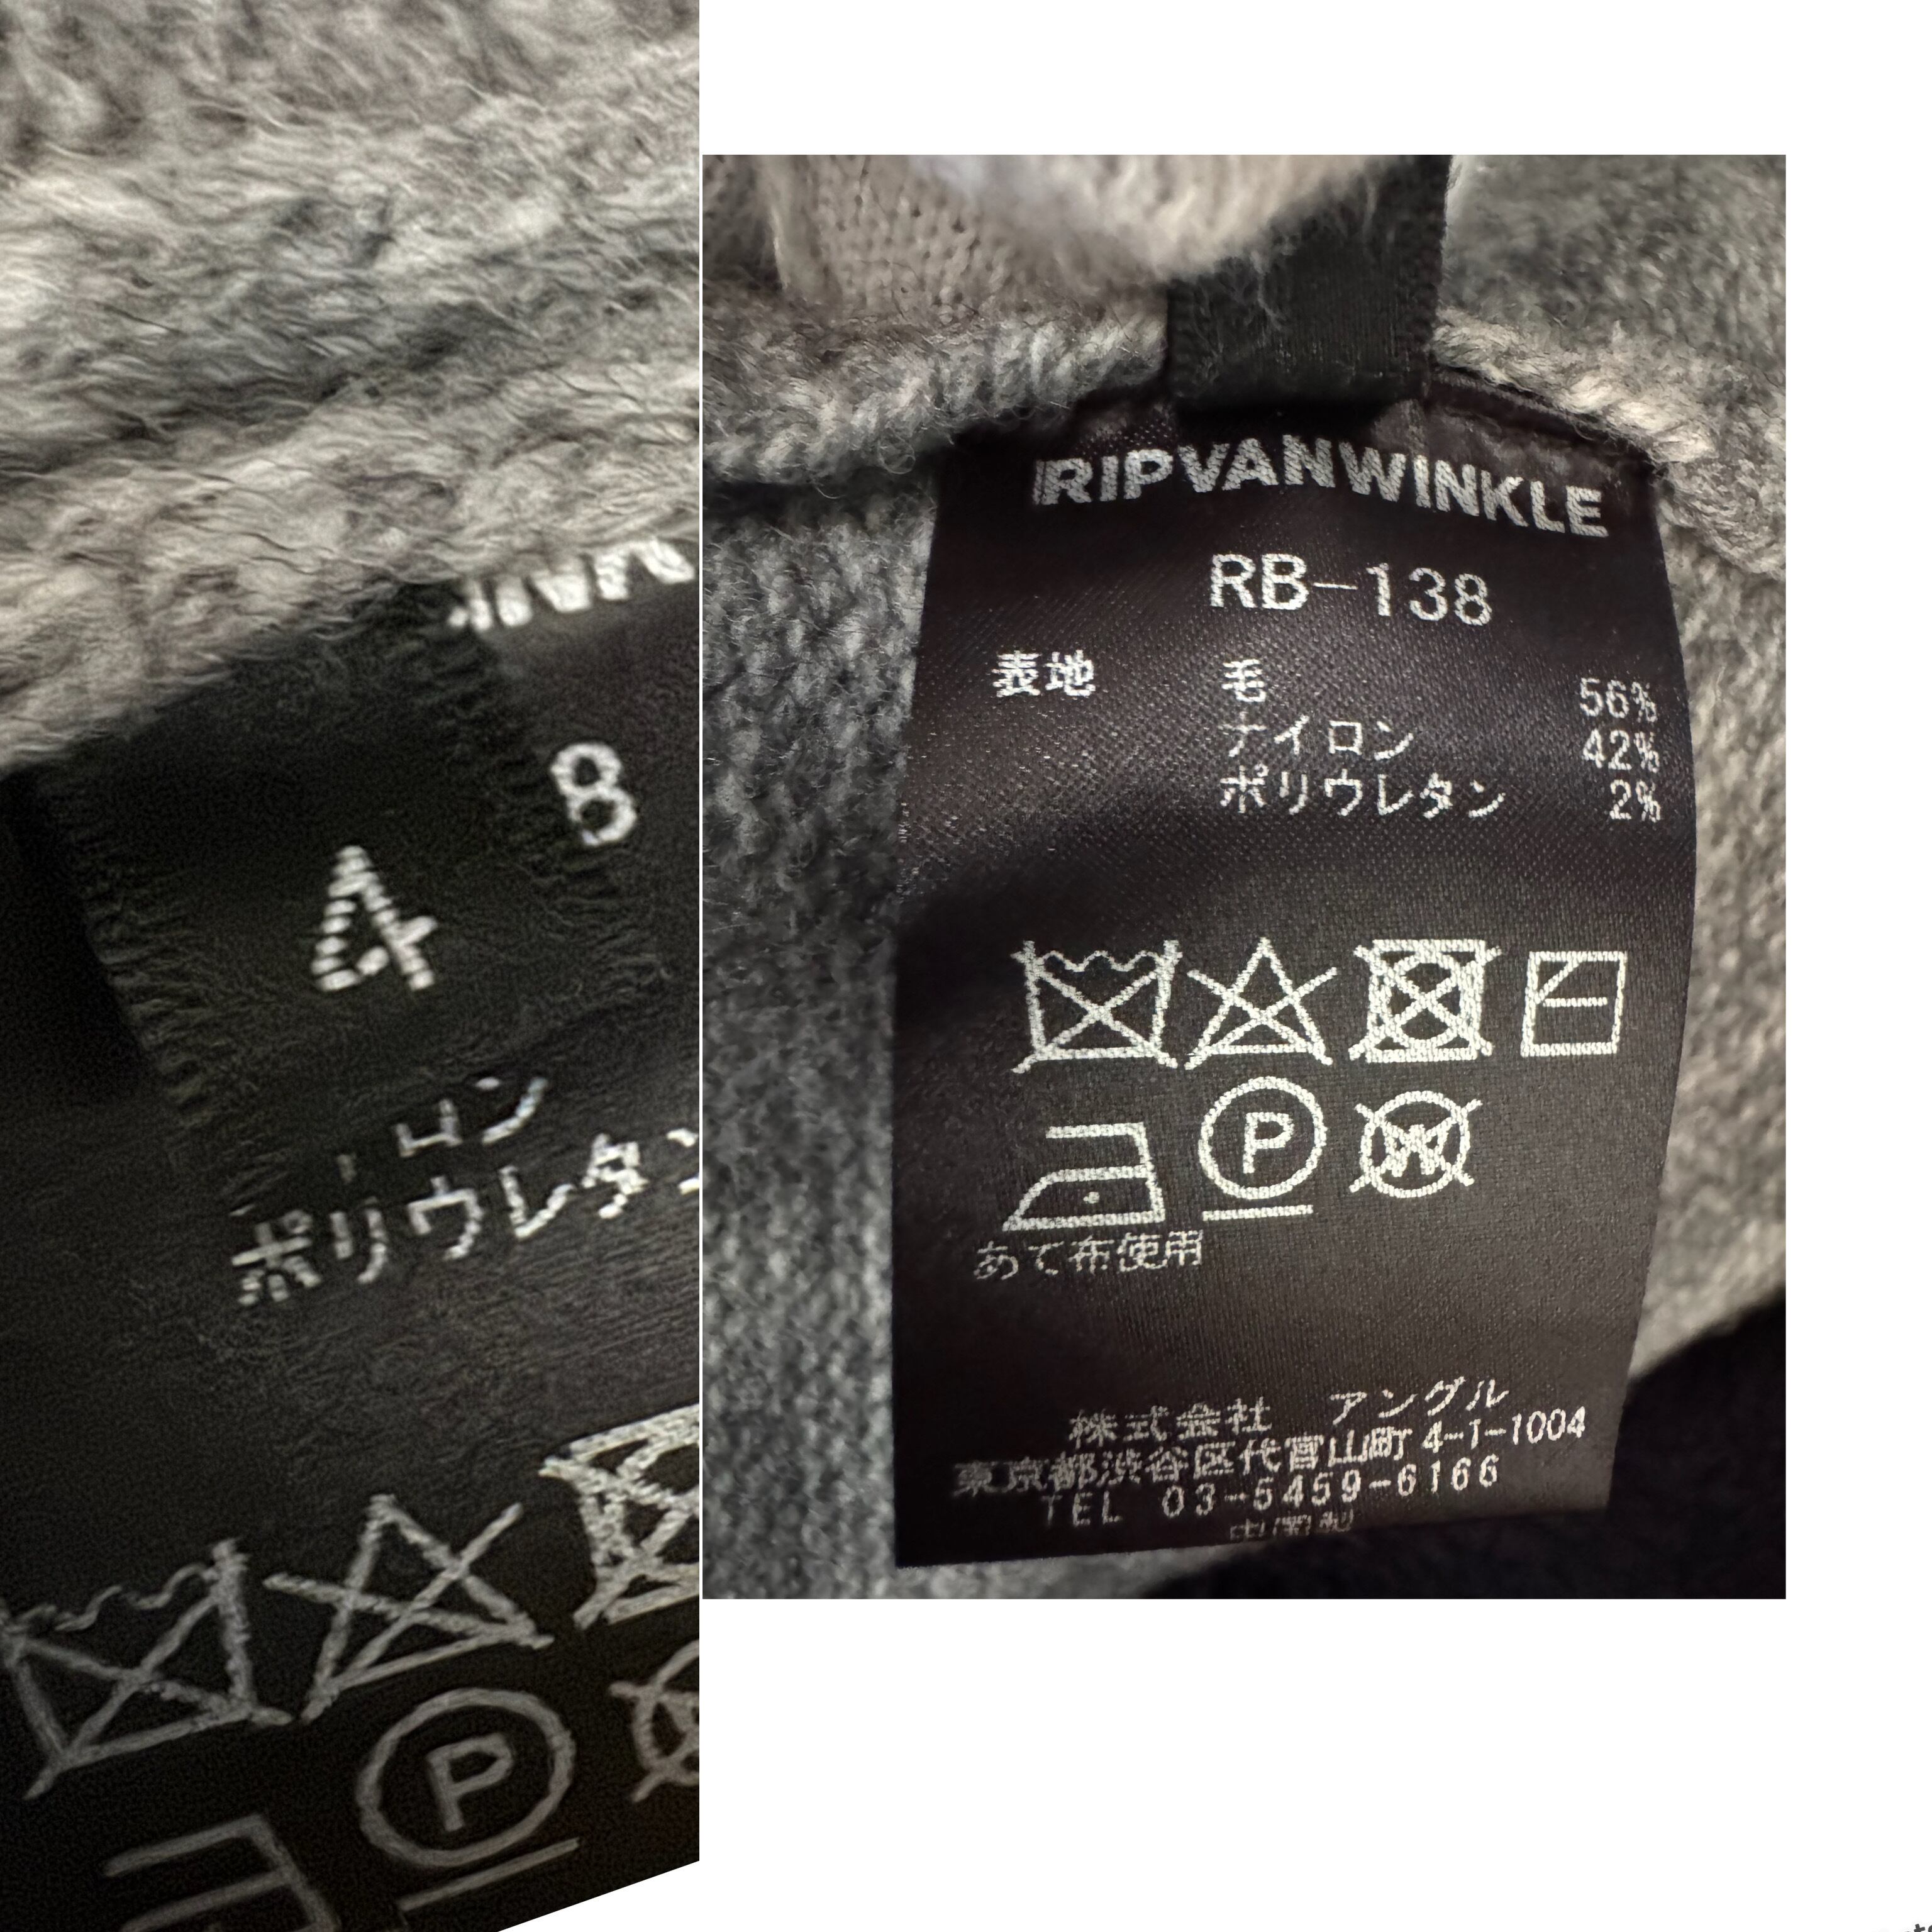 8
4
ロン
ポリウレタン
P
RIPVANWINKLE
RB-138
表地 毛 56%
ナイロン 42%
ポリウレタン 2%
P W
あて布使用
株式会社 アングル
東京都渋谷区代官山町4-1-1004
TEL 03-5459-6166
中国製